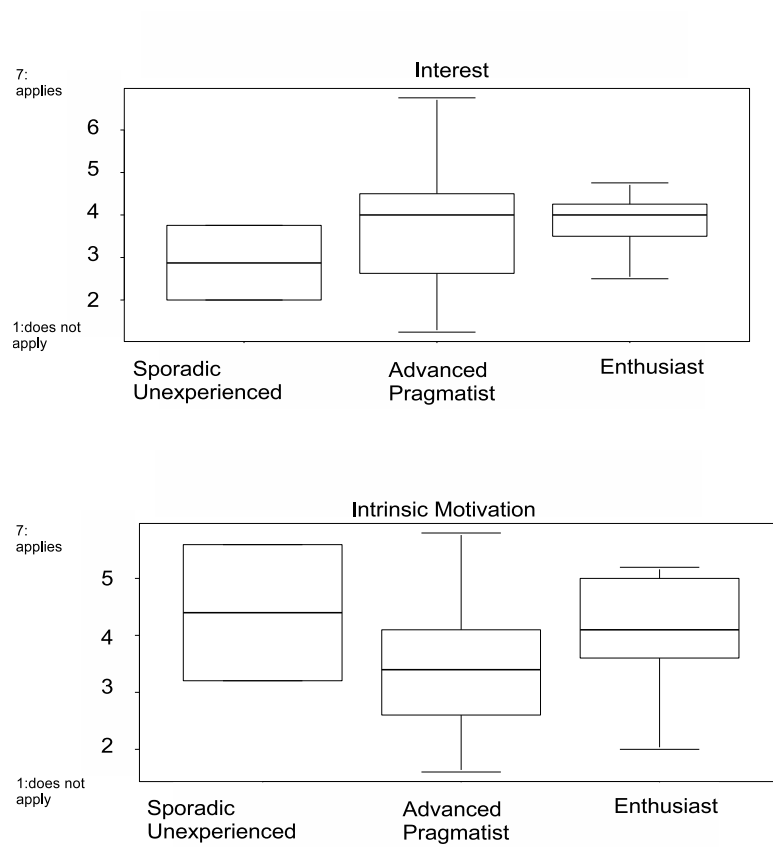 Interest
7:
applies
6
5
4
3
2
1:does not
apply
Sporadic
Unexperienced
Advanced
Pragmatist
Enthusiast
Intrinsic Motivation
7:
applies
5
4
3
2
1:does not
apply
Sporadic
Unexperienced
Advanced
Pragmatist
Enthusiast